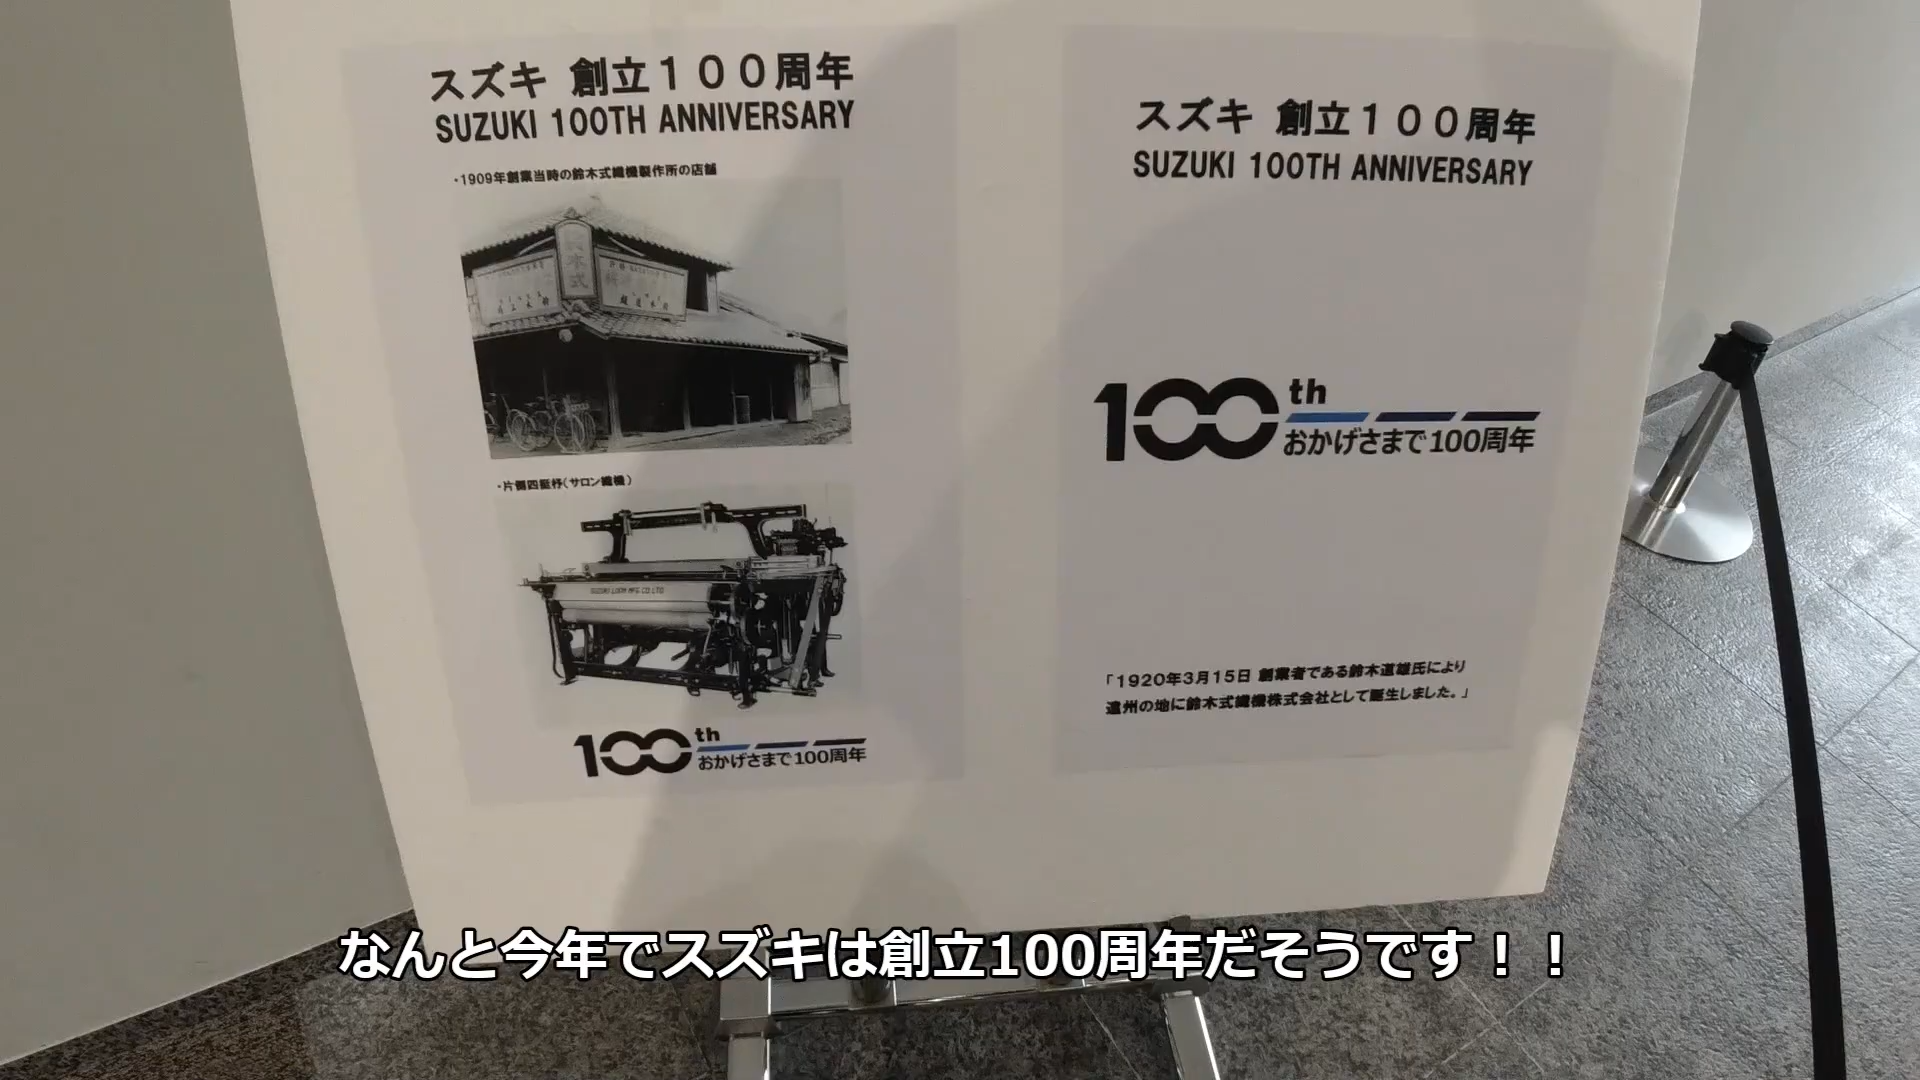 スズキ 創立１００周年
SUZUKI 100TH ANNIVERSARY
・1909年創業当時の鈴木式織機製作所の店舗
・片側四挺杼(サロン織機)
SUZUKI LOOM MFG CO LTD
100th
おかげさまで100周年
スズキ 創立１００周年
SUZUKI 100TH ANNIVERSARY
100th
おかげさまで100周年
「1920年3月15日 創業者である鈴木道雄氏により
遠州の地に鈴木式織機株式会社として誕生しました。」
なんと今年でスズキは創立100周年だそうです！！